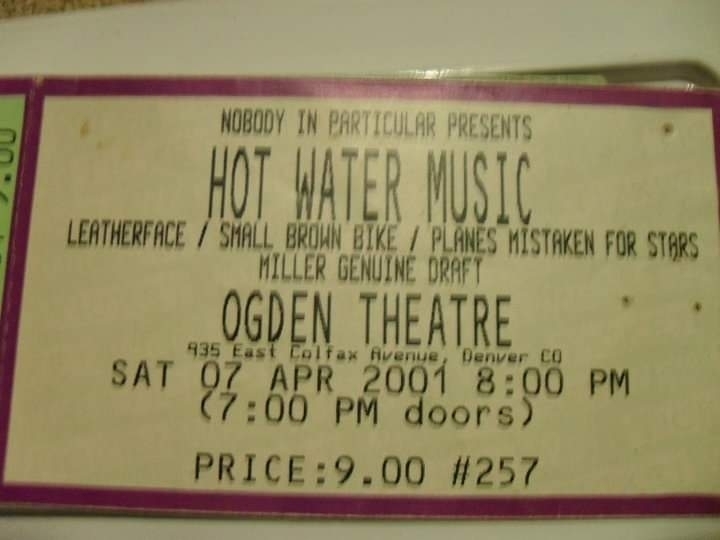 NOBODY IN PARTICULAR PRESENTS
HOT WATER MUSIC
LEATHERFACE / SMALL BROWN BIKE / PLANES MISTAKEN FOR STARS
MILLER GENUINE DRAFT
OGDEN THEATRE
935 East Colfax Avenue, Denver CO
SAT 07 APR 2001 8:00 PM
(7:00 PM doors)
PRICE:9.00 #257